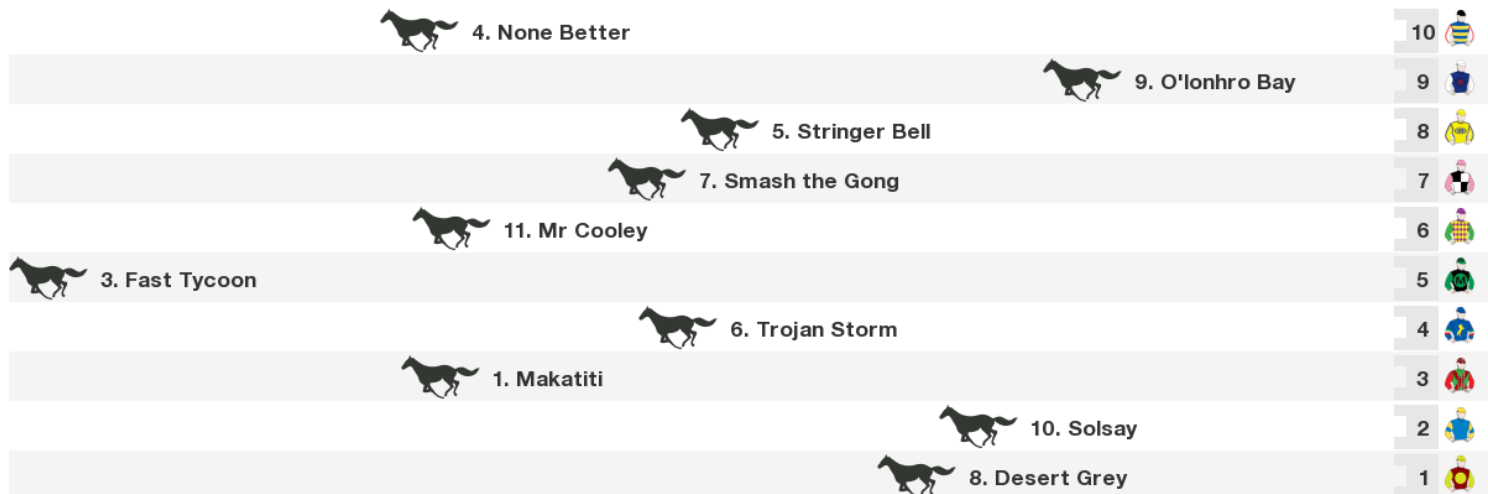 4. None Better 10
9. O'lonhro Bay 9
5. Stringer Bell 8
7. Smash the Gong 7
11. Mr Cooley 6
3. Fast Tycoon 5
6. Trojan Storm 4
1. Makatiti 3
10. Solsay 2
8. Desert Grey 1